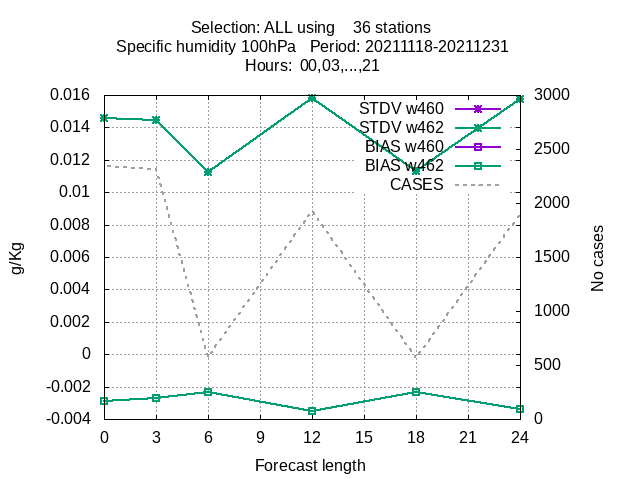 Selection: ALL using    36 stations
Specific humidity 100hPa   Period: 20211118-20211231
Hours:  00,03,...,21
0.016
0.014
0.012
0.01
0.008
0.006
0.004
0.002
0
-0.002
-0.004
g/Kg
STDV w460
STDV w462
BIAS w460
BIAS w462
CASES
3000
2500
2000
1500
1000
500
0
No cases
0 3 6 9 12 15 18 21 24
Forecast length